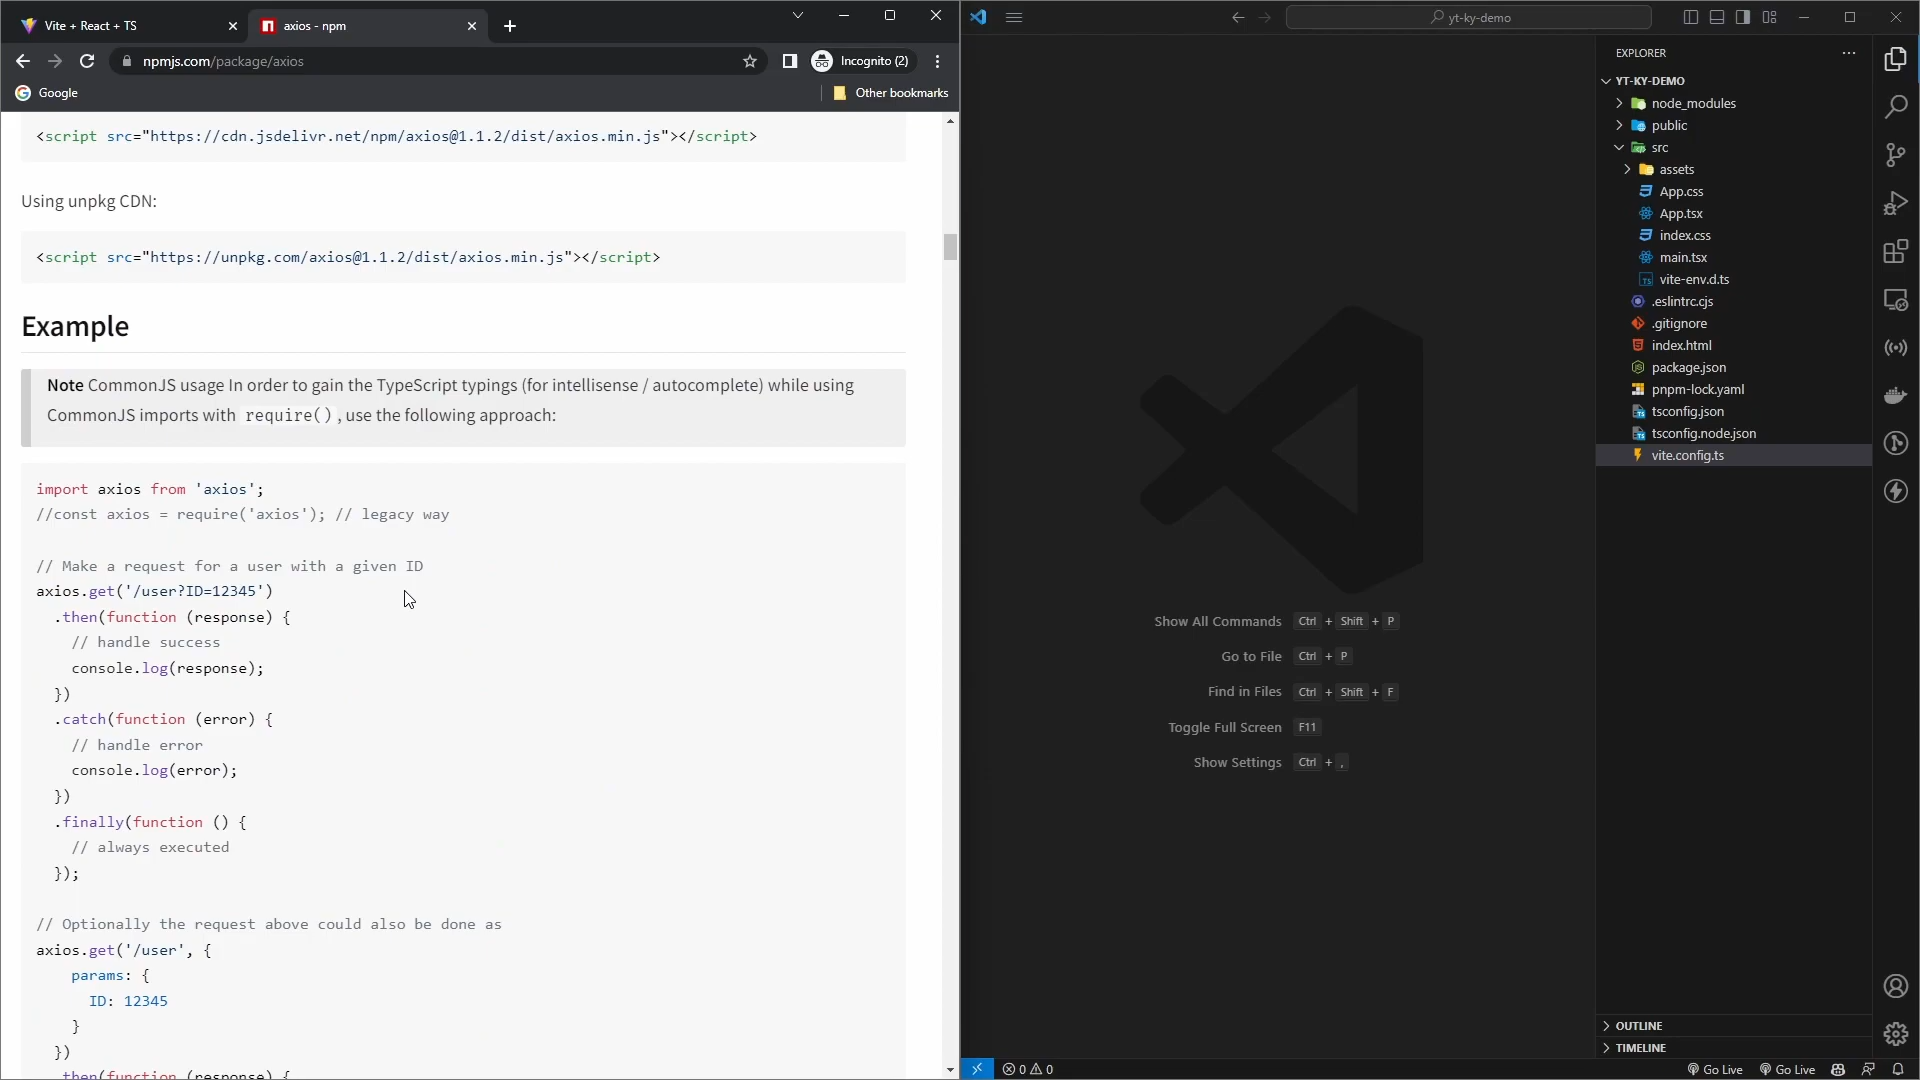 Vite + React + TS
axios - npm
npmjs.com/package/axios
Incognito (2)
Google
Other bookmarks
<script src="https://cdn.jsdelivr.net/npm/axios@1.1.2/dist/axios.min.js"></script>
Using unpkg CDN:
<script src="https://unpkg.com/axios@1.1.2/dist/axios.min.js"></script>
Example
Note CommonJS usage In order to gain the TypeScript typings (for intellisense / autocomplete) while using
CommonJS imports with require(), use the following approach:
import axios from 'axios';
//const axios = require('axios'); // legacy way
// Make a request for a user with a given ID
axios.get('/user?ID=12345')
.then(function (response) {
// handle success
console.log(response);
})
.catch(function (error) {
// handle error
console.log(error);
})
.finally(function () {
// always executed
});
// Optionally the request above could also be done as
axios.get('/user', {
params: {
ID: 12345
}
})
.then(function (response) {
yt-ky-demo
Show All Commands Ctrl + Shift + P
Go to File Ctrl + P
Find in Files Ctrl + Shift + F
Toggle Full Screen F11
Show Settings Ctrl + ,
EXPLORER
YT-KY-DEMO
node_modules
public
src
assets
App.css
App.tsx
index.css
main.tsx
vite-env.d.ts
.eslintrc.cjs
.gitignore
index.html
package.json
pnpm-lock.yaml
tsconfig.json
tsconfig.node.json
vite.config.ts
OUTLINE
TIMELINE
0 0
Go Live
Go Live